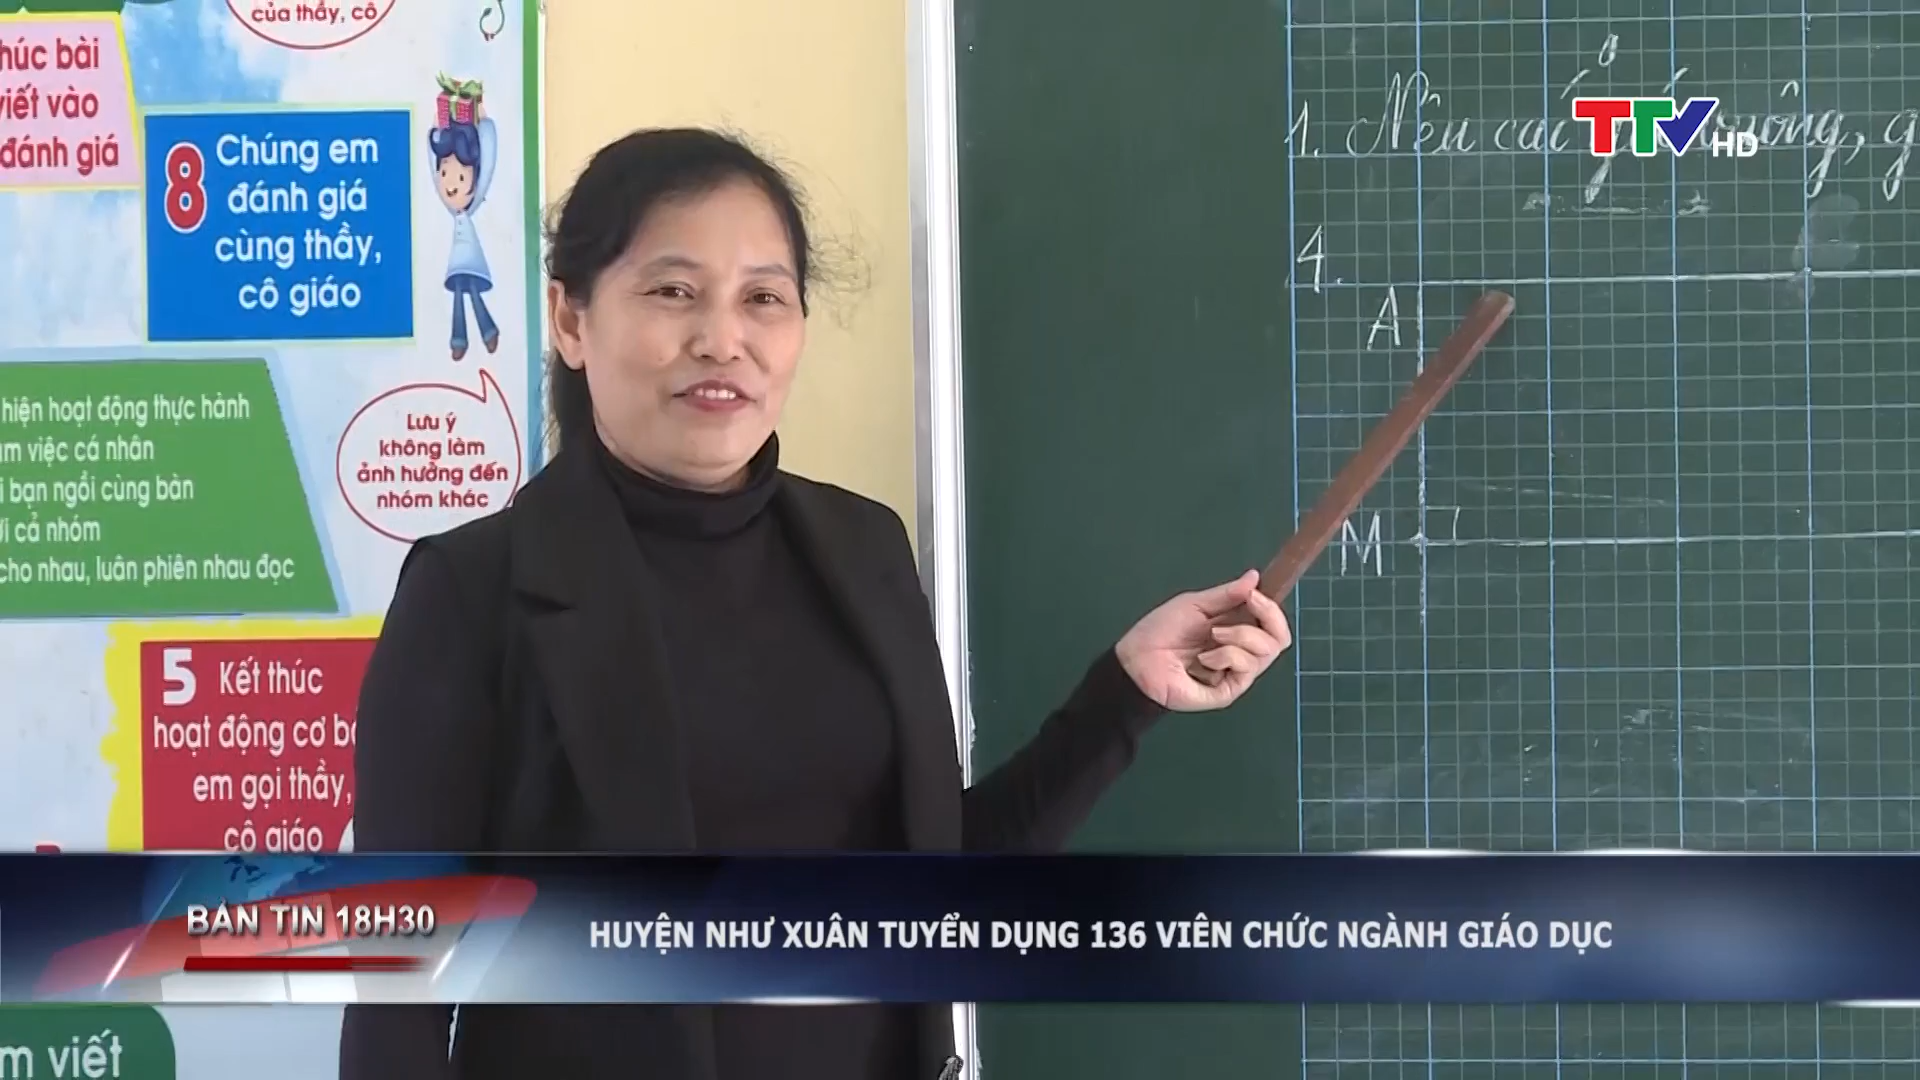 của thầy, cô
húc bài
viết vào
đánh giá
8
Chúng em
đánh giá
cùng thầy,
cô giáo
hiện hoạt động thực hành
àm việc cá nhân
i bạn ngồi cùng bàn
ới cả nhóm
cho nhau, luân phiên nhau đọc
Lưu ý
không làm
ảnh hưởng đến
nhóm khác
5 Kết thúc
hoạt động cơ b
em gọi thầy,
cô giáo
m viết
TTV HD
1. Nêu các
4.
A
M
BẢN TIN 18H30
HUYỆN NHƯ XUÂN TUYỂN DỤNG 136 VIÊN CHỨC NGÀNH GIÁO DỤC